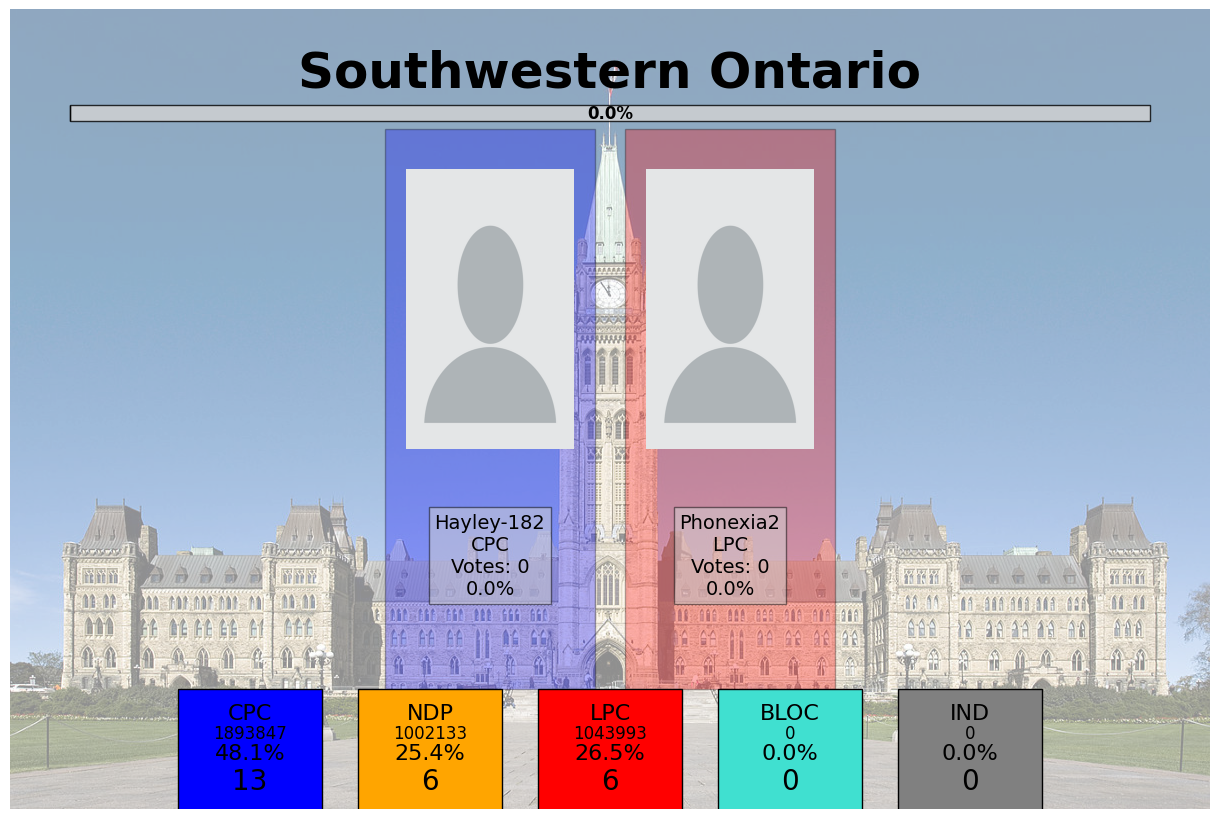 Southwestern Ontario
0.0%
Hayley-182
CPC
Votes: 0
0.0%
Phonexia2
LPC
Votes: 0
0.0%
CPC
1893847
48.1%
13
NDP
1002133
25.4%
6
LPC
1043993
26.5%
6
BLOC
0
0.0%
0
IND
0
0.0%
0